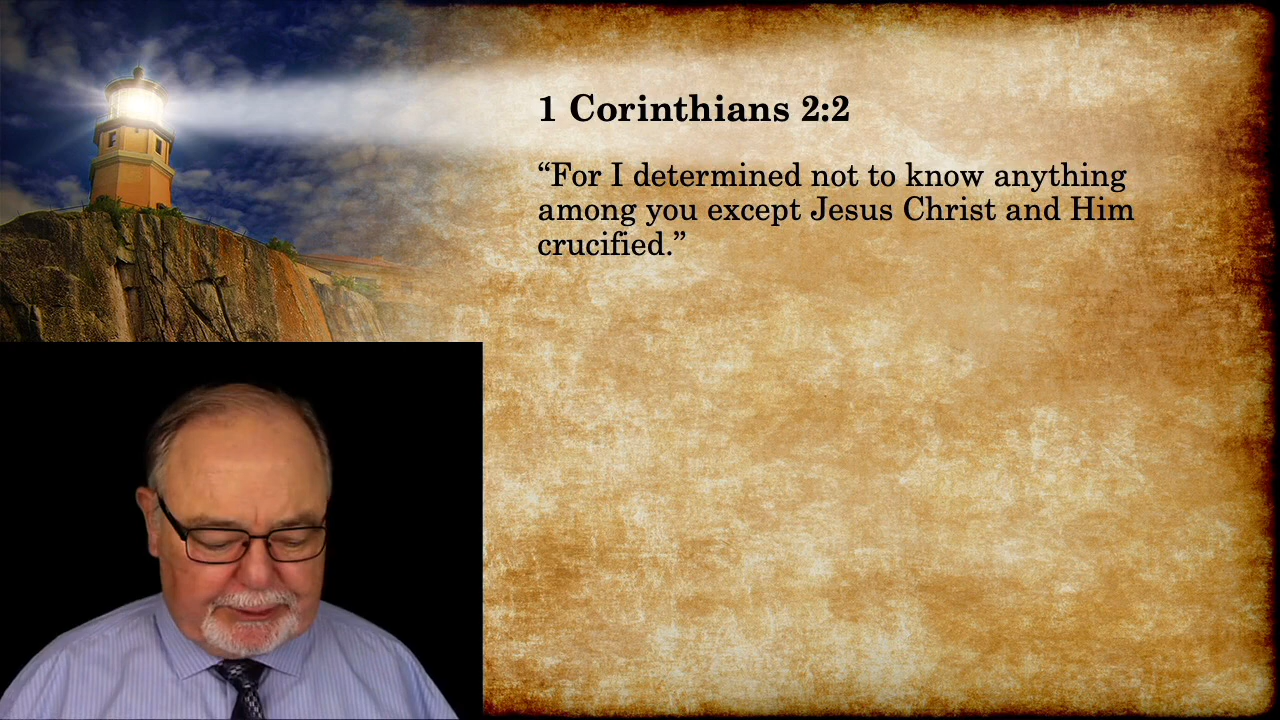 1 Corinthians 2:2
“For I determined not to know anything
among you except Jesus Christ and Him
crucified.”